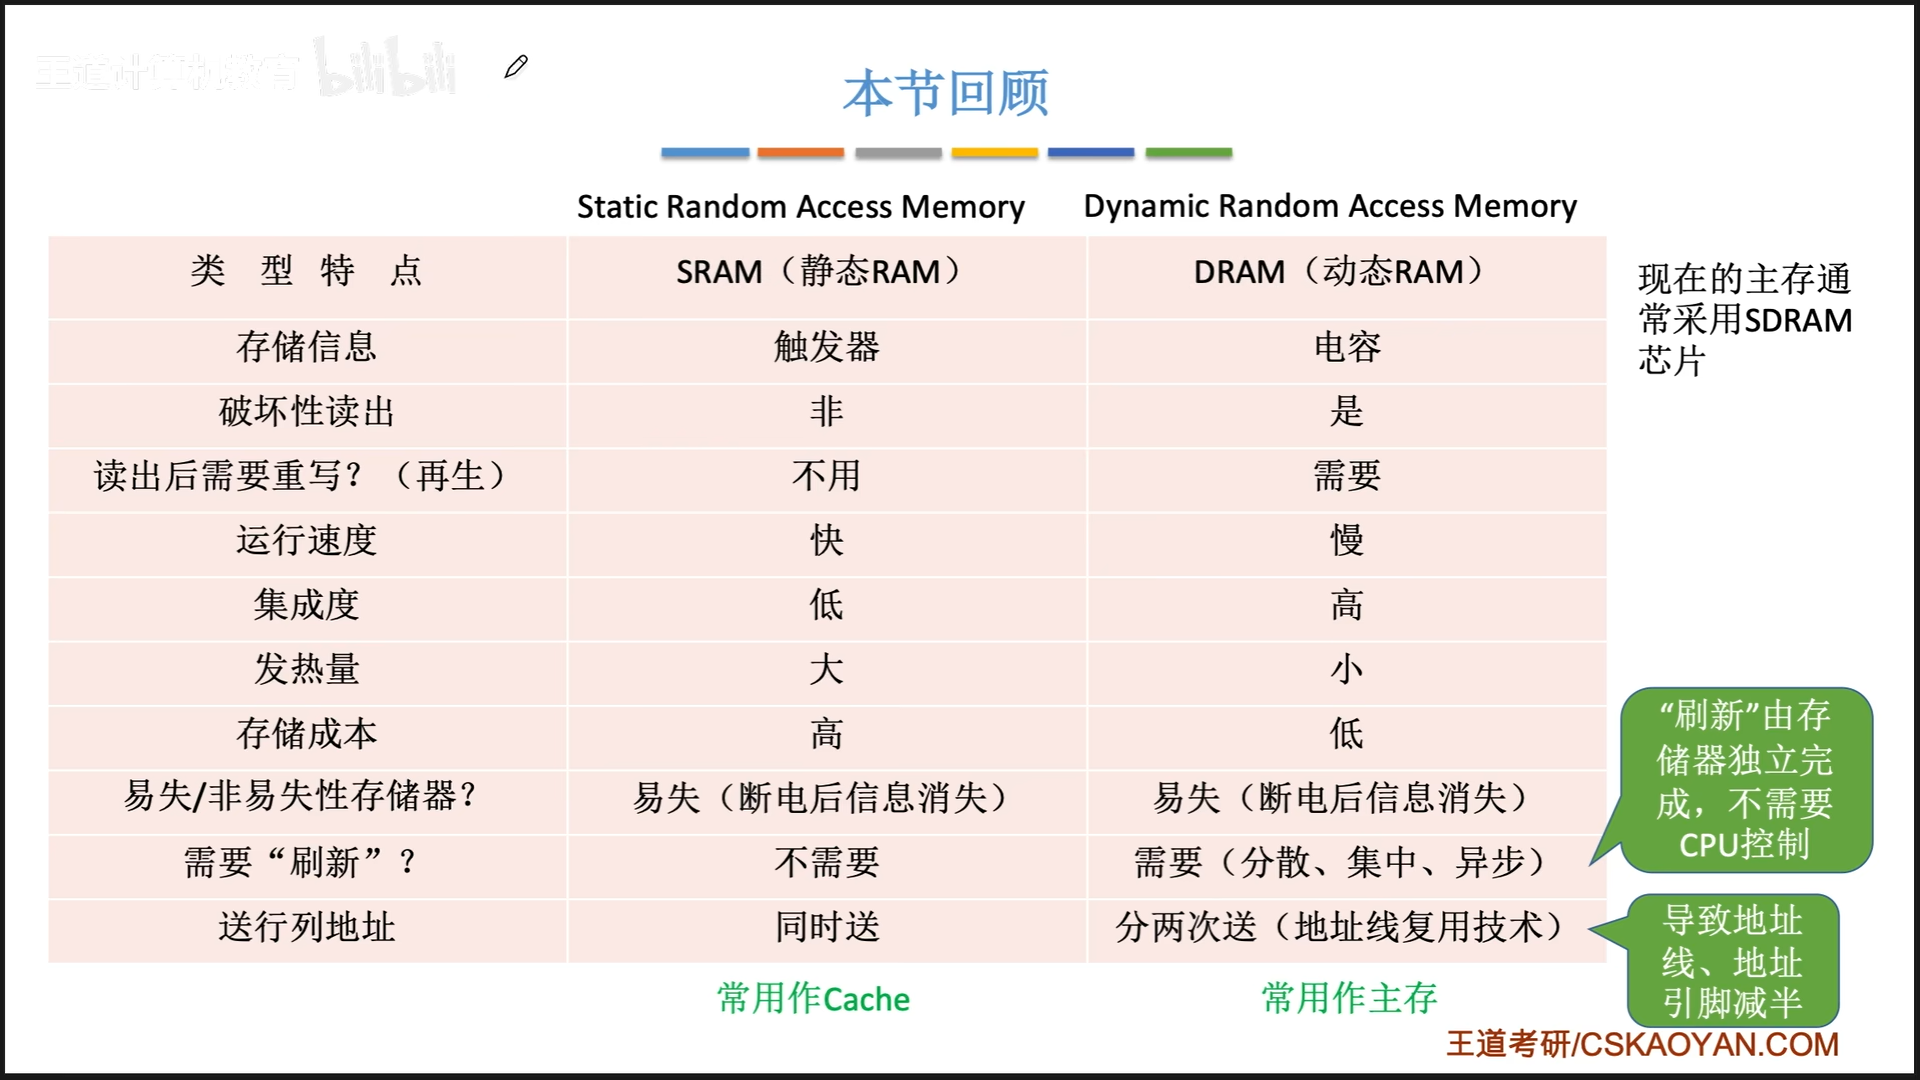 王道计算机教育 bilibili
本节回顾
Static Random Access Memory Dynamic Random Access Memory
类 型 特 点 SRAM（静态RAM） DRAM（动态RAM）
存储信息 触发器 电容
破坏性读出 非 是
读出后需要重写？（再生） 不用 需要
运行速度 快 慢
集成度 低 高
发热量 大 小
存储成本 高 低
易失/非易失性存储器？ 易失（断电后信息消失） 易失（断电后信息消失）
需要“刷新”？ 不需要 需要（分散、集中、异步）
送行列地址 同时送 分两次送（地址线复用技术）
常用作Cache 常用作主存
现在的主存通
常采用SDRAM
芯片
“刷新”由存
储器独立完
成，不需要
CPU控制
导致地址
线、地址
引脚减半
王道考研/CSKAOYAN.COM